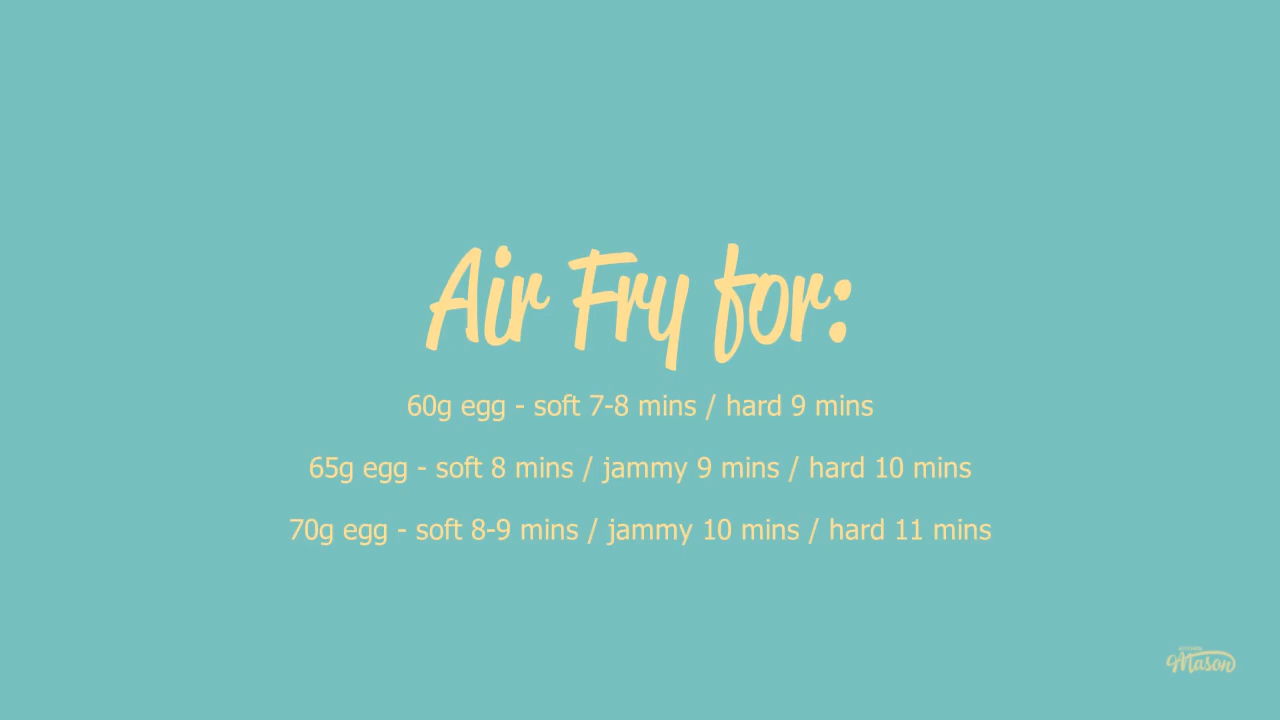 Air Fry for:
60g egg - soft 7-8 mins / hard 9 mins
65g egg - soft 8 mins / jammy 9 mins / hard 10 mins
70g egg - soft 8-9 mins / jammy 10 mins / hard 11 mins
KITCHEN
Mason